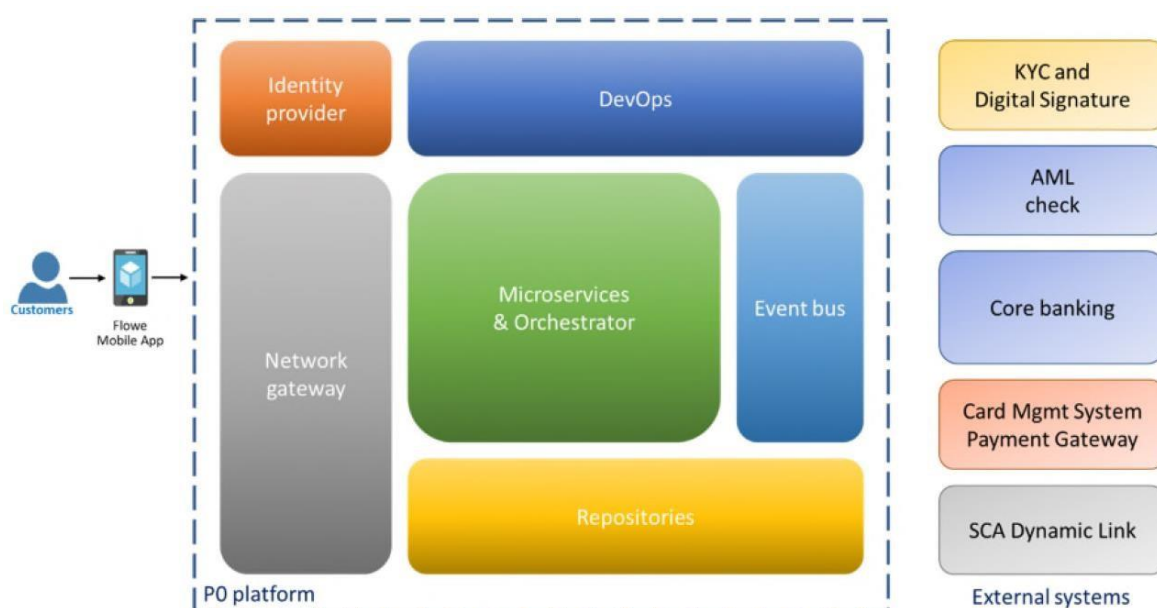 Identity
provider
DevOps
KYC and
Digital Signature
AML
check
Customers
Flowe
Mobile App
Network
gateway
Microservices
& Orchestrator
Event bus
Core banking
Card Mgmt System
Payment Gateway
Repositories
SCA Dynamic Link
P0 platform
External systems